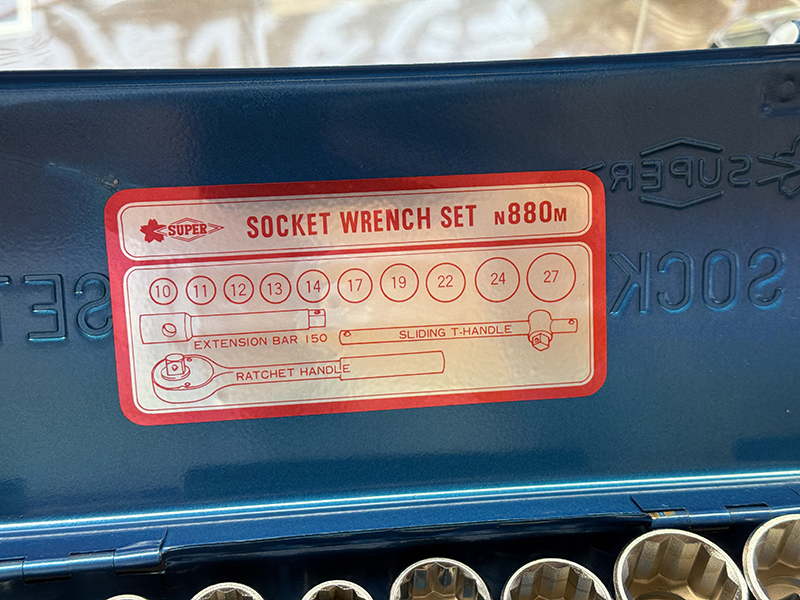 SUPER SOCKET WRENCH SET N880M
10 11 12 13 14 17 19 22 24 27
EXTENSION BAR 150
SLIDING T-HANDLE
RATCHET HANDLE
SUPER
SOCK
SET